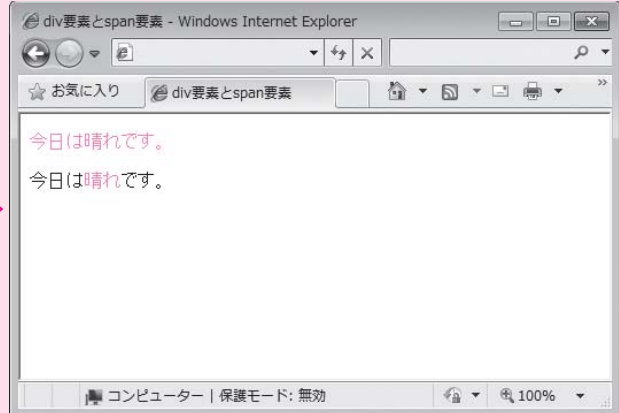 div要素とspan要素 - Windows Internet Explorer
お気に入り div要素とspan要素
今日は晴れです。
今日は晴れです。
コンピューター | 保護モード: 無効 100%